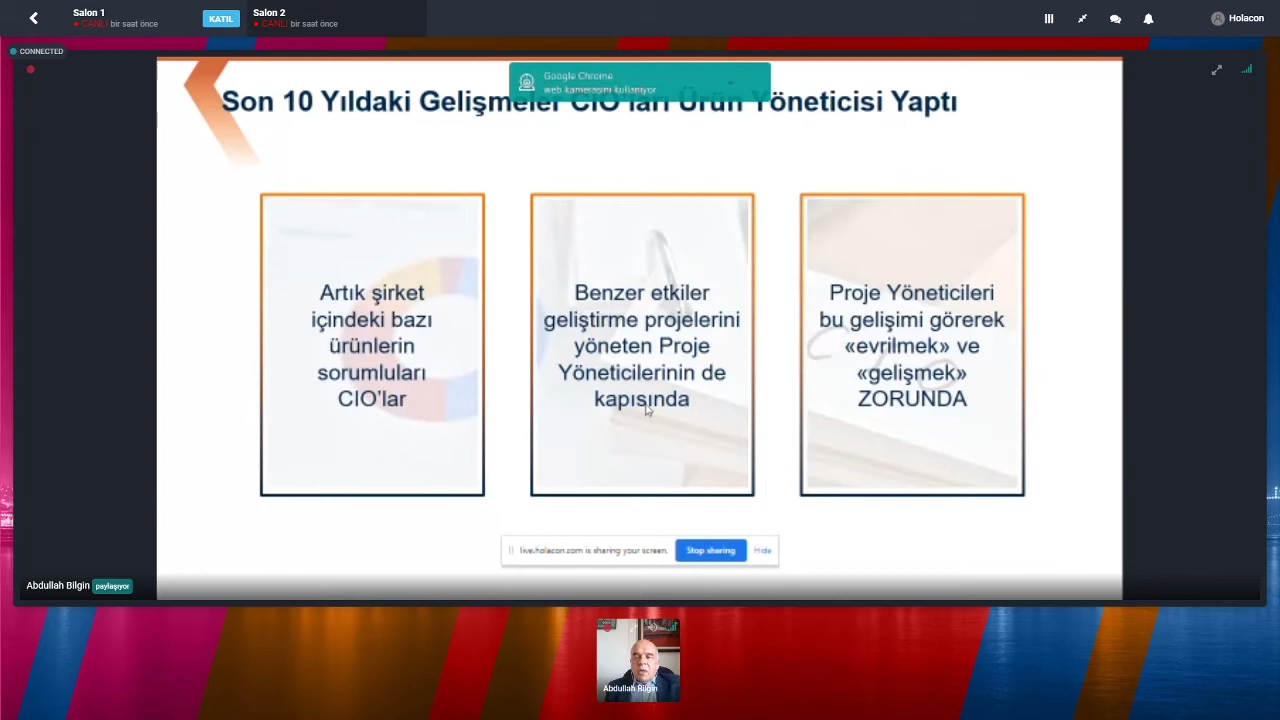 Salon 1
CANLI bir saat önce
KATIL
Salon 2
CANLI bir saat önce
Holacon
CONNECTED
Google Chrome
web kamerasını kullanıyor
Son 10 Yıldaki Gelişmeler CIO'ları Ürün Yöneticisi Yaptı
Artık şirket
içindeki bazı
ürünlerin
sorumluları
CIO'lar
Benzer etkiler
geliştirme projelerini
yöneten Proje
Yöneticilerinin de
kapısında
Proje Yöneticileri
bu gelişimi görerek
«evrilmek» ve
«gelişmek»
ZORUNDA
live.holacon.com is sharing your screen.
Stop sharing
Hide
Abdullah Bilgin paylaşıyor
Abdullah Bilgin